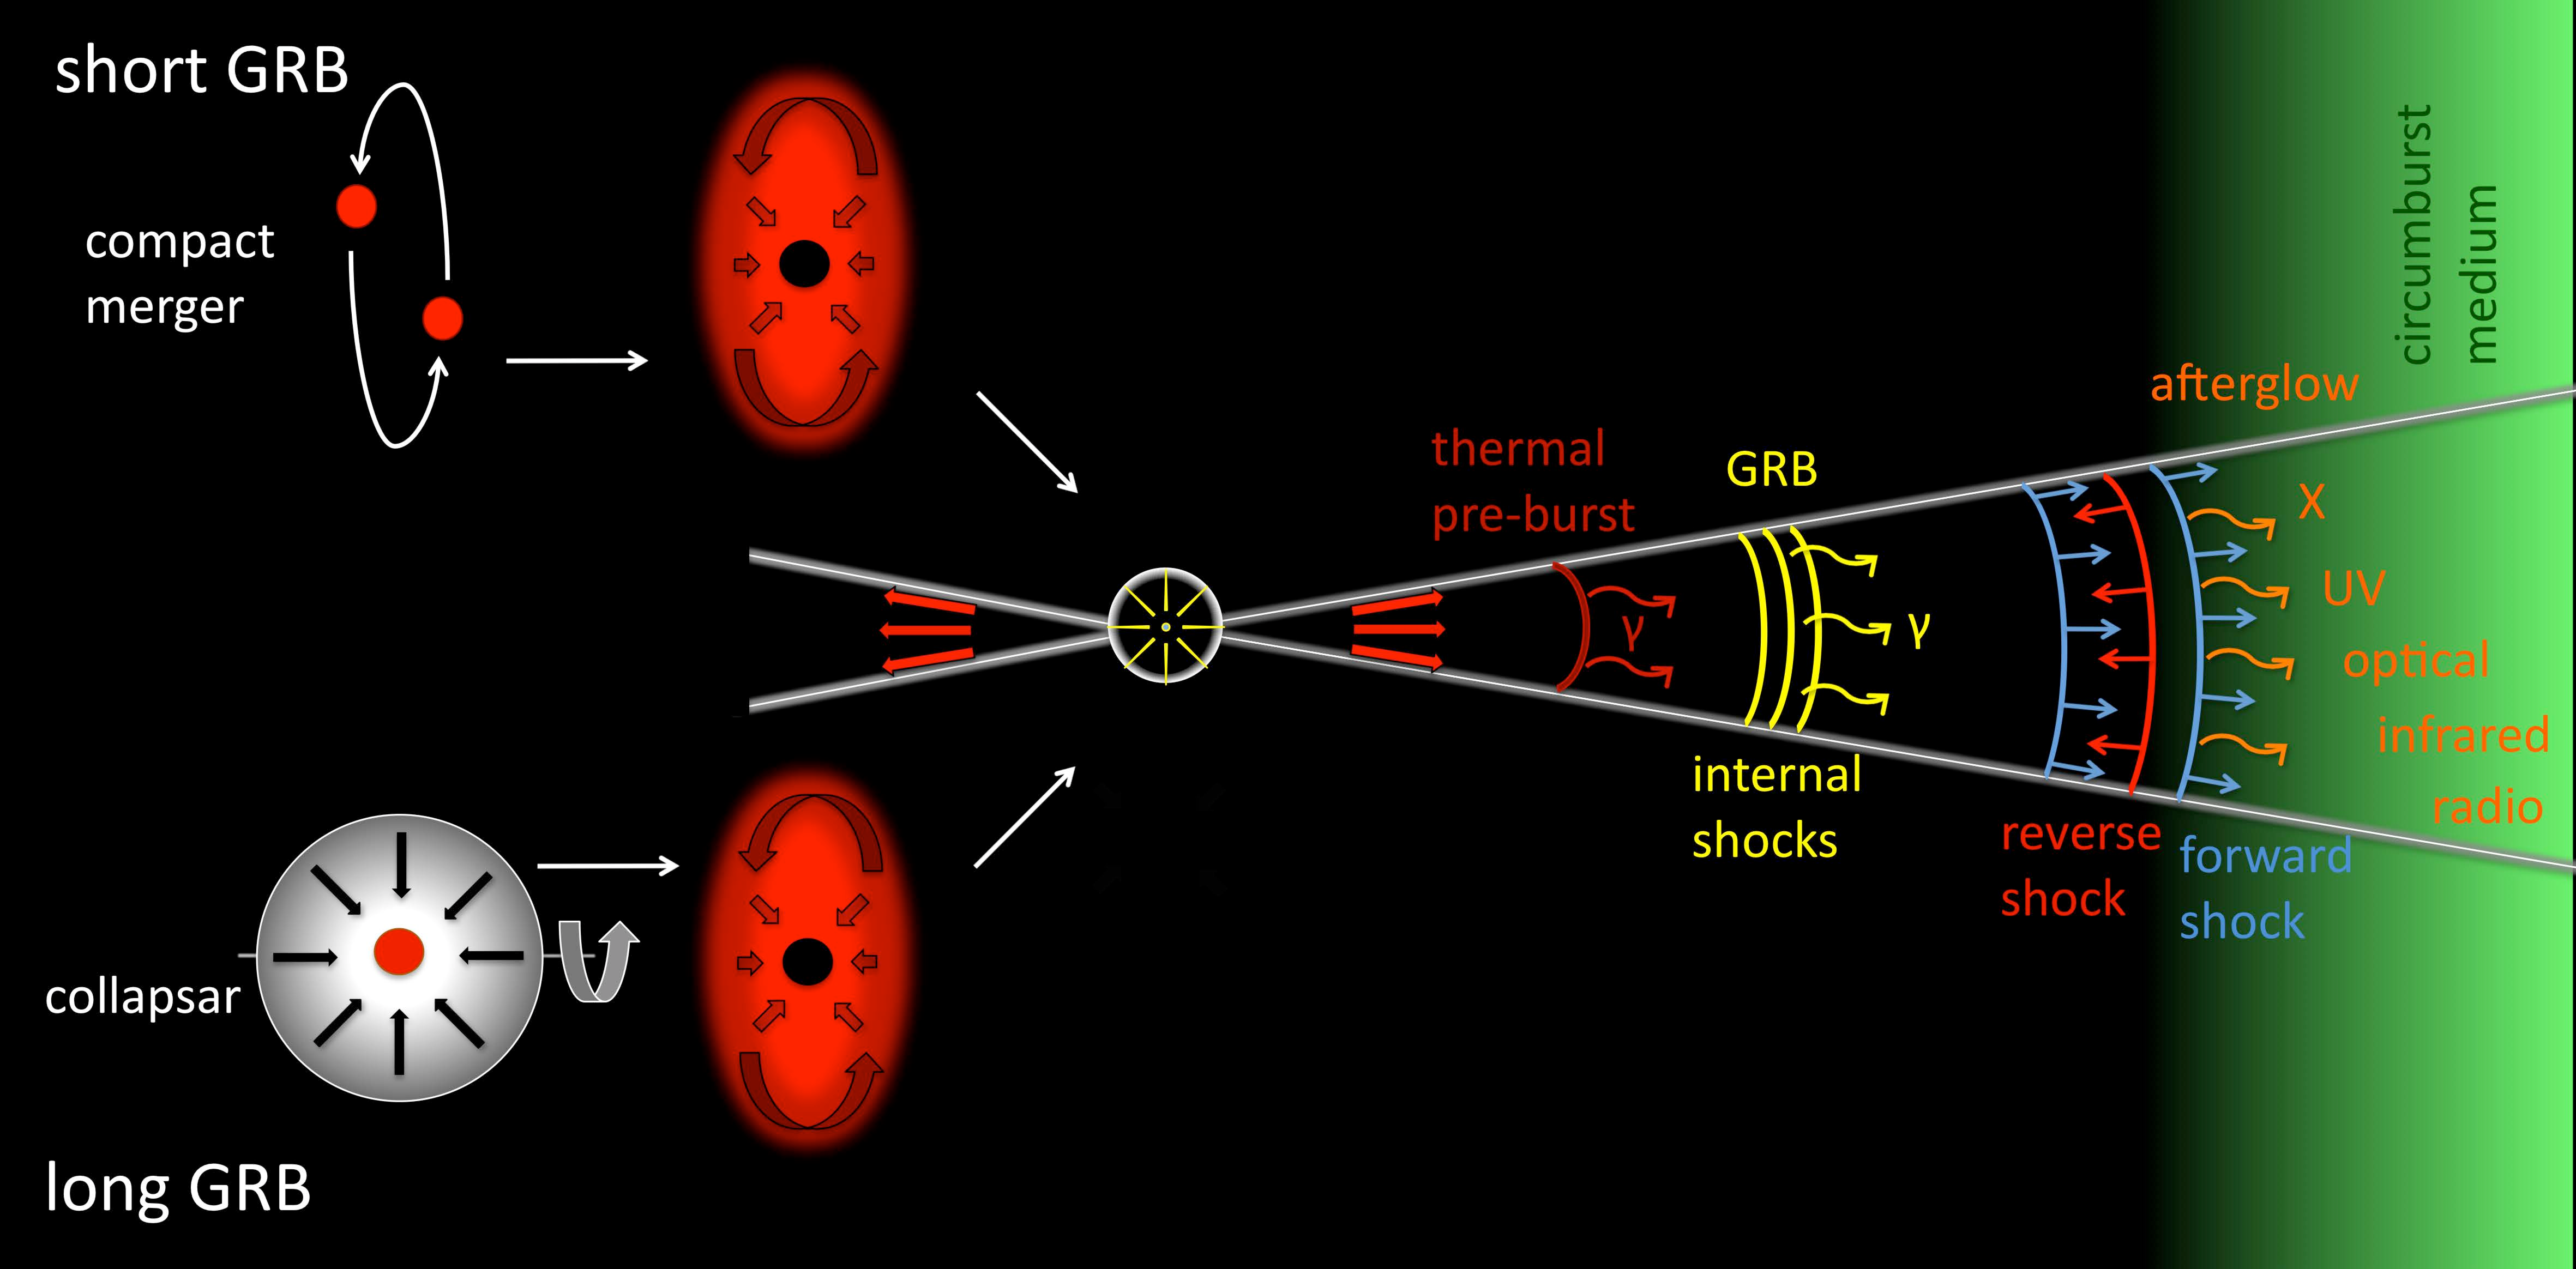 short GRB
compact
merger
collapsar
long GRB
thermal
pre-burst
γ
GRB
γ
internal
shocks
reverse
shock
forward
shock
afterglow
X
UV
optical
infrared
radio
circumburst
medium